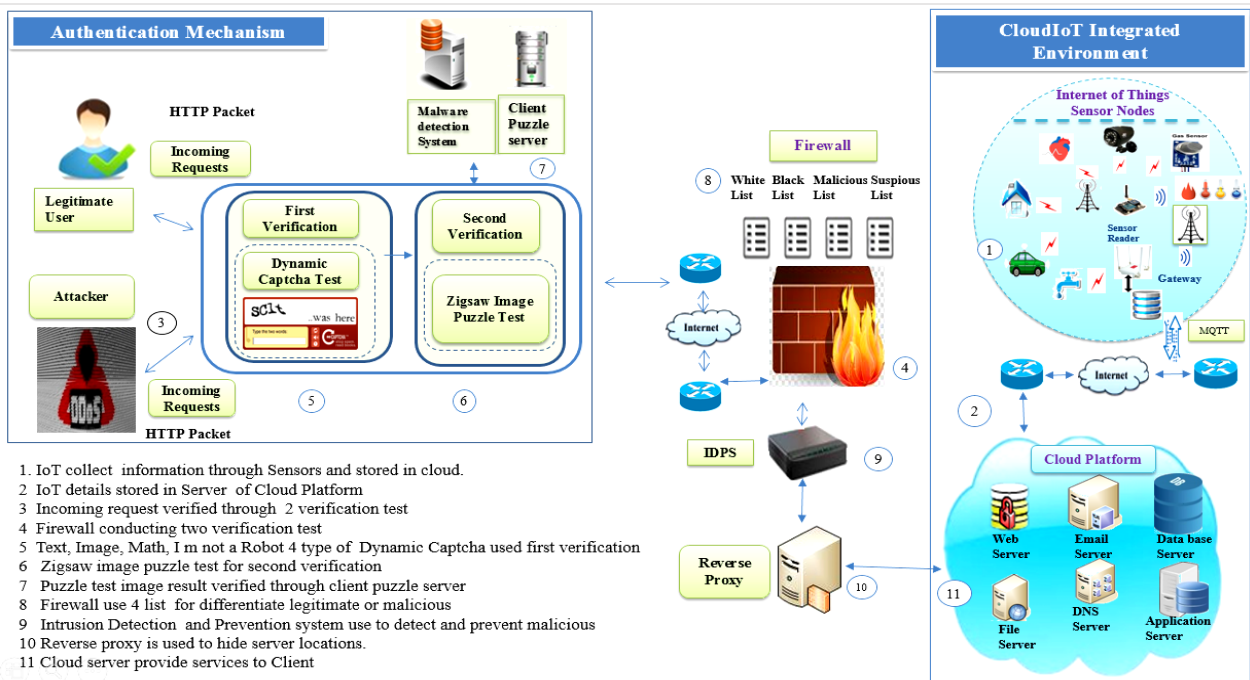 Authentication Mechanism
HTTP Packet
Incoming
Requests
Legitimate
User
Attacker
3
DDoS
Incoming
Requests
HTTP Packet
Malware
detection
System
Client
Puzzle
server
7
First
Verification
Dynamic
Captcha Test
sclt
..was here
Type the two words
5
Second
Verification
Zigsaw Image
Puzzle Test
6
Firewall
8
White
List
Black
List
Malicious
List
Suspious
List
Internet
4
IDPS
9
Reverse
Proxy
10
CloudIoT Integrated
Environment
Internet of Things
Sensor Nodes
Gas Sensor
Sensor
Reader
1
Gateway
MQTT
Internet
2
Cloud Platform
Web
Server
Email
Server
Data base
Server
File
Server
DNS
Server
Application
Server
11
1. IoT collect information through Sensors and stored in cloud.
2 IoT details stored in Server of Cloud Platform
3 Incoming request verified through 2 verification test
4 Firewall conducting two verification test
5 Text, Image, Math, I m not a Robot 4 type of Dynamic Captcha used first verification
6 Zigsaw image puzzle test for second verification
7 Puzzle test image result verified through client puzzle server
8 Firewall use 4 list for differentiate legitimate or malicious
9 Intrusion Detection and Prevention system use to detect and prevent malicious
10 Reverse proxy is used to hide server locations.
11 Cloud server provide services to Client